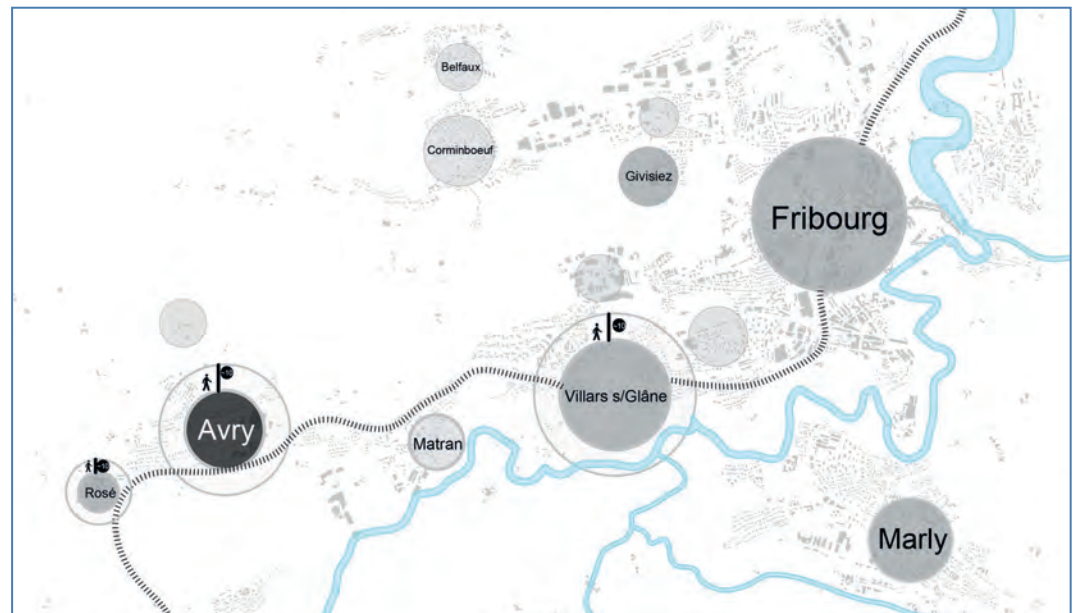 Belfaux
Corminboeuf
Givisiez
Fribourg
Villars s/Glâne
Avry
Matran
Rosé
Marly